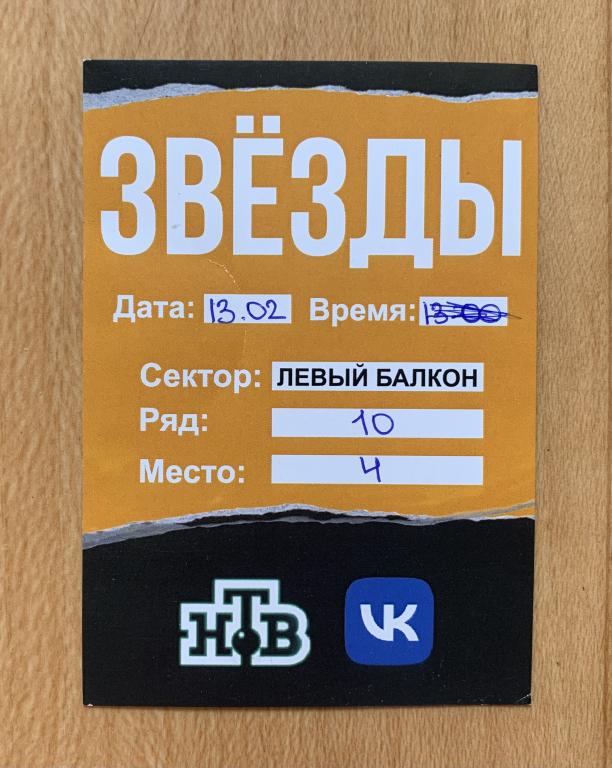 ЗВЁЗДЫ
Дата: 13.02 Время: 13:00
Сектор: ЛЕВЫЙ БАЛКОН
Ряд: 10
Место: 4
НТВ VK